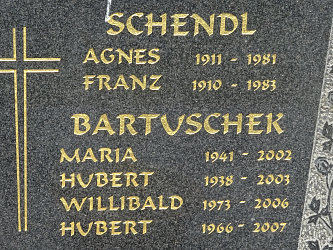 SCHENDL
AGNES 1911 - 1981
FRANZ 1910 - 1983
BARTUSCHEK
MARIA 1941 - 2002
HUBERT 1938 - 2003
WILLIBALD 1973 - 2006
HUBERT 1966 - 2007